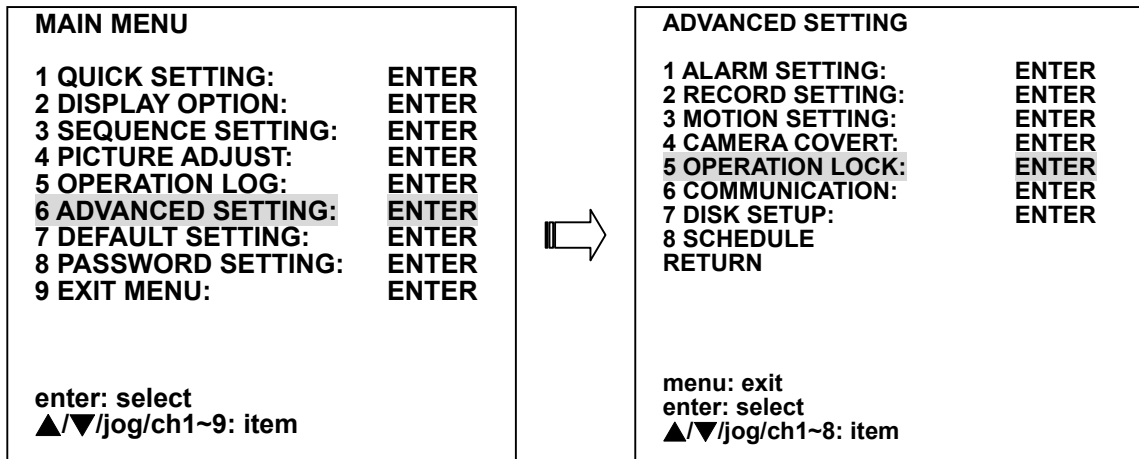 MAIN MENU
1 QUICK SETTING: ENTER
2 DISPLAY OPTION: ENTER
3 SEQUENCE SETTING: ENTER
4 PICTURE ADJUST: ENTER
5 OPERATION LOG: ENTER
6 ADVANCED SETTING: ENTER
7 DEFAULT SETTING: ENTER
8 PASSWORD SETTING: ENTER
9 EXIT MENU: ENTER
enter: select
▲/▼/jog/ch1~9: item
ADVANCED SETTING
1 ALARM SETTING: ENTER
2 RECORD SETTING: ENTER
3 MOTION SETTING: ENTER
4 CAMERA COVERT: ENTER
5 OPERATION LOCK: ENTER
6 COMMUNICATION: ENTER
7 DISK SETUP: ENTER
8 SCHEDULE
RETURN
menu: exit
enter: select
▲/▼/jog/ch1~8: item